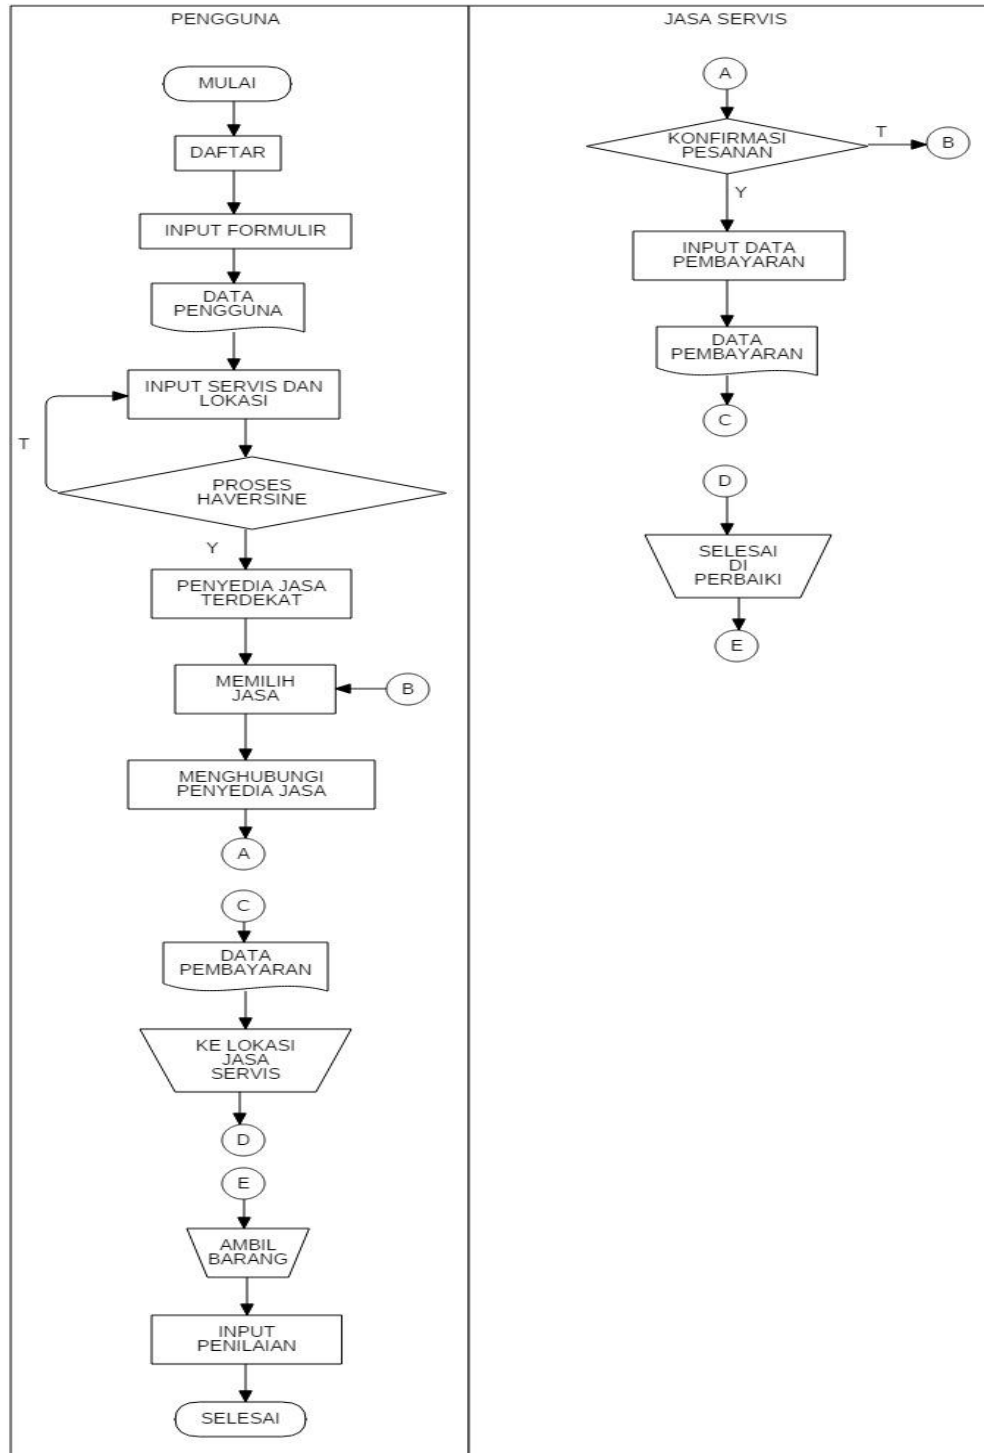 PENGGUNA
MULAI
DAFTAR
INPUT FORMULIR
DATA
PENGGUNA
INPUT SERVIS DAN
LOKASI
T
PROSES
HAVERSINE
Y
PENYEDIA JASA
TERDEKAT
MEMILIH
JASA
B
MENGHUBUNGI
PENYEDIA JASA
A
C
DATA
PEMBAYARAN
KE LOKASI
JASA
SERVIS
D
E
AMBIL
BARANG
INPUT
PENILAIAN
SELESAI
JASA SERVIS
A
KONFIRMASI
PESANAN
T
B
Y
INPUT DATA
PEMBAYARAN
DATA
PEMBAYARAN
C
D
SELESAI
DI
PERBAIKI
E